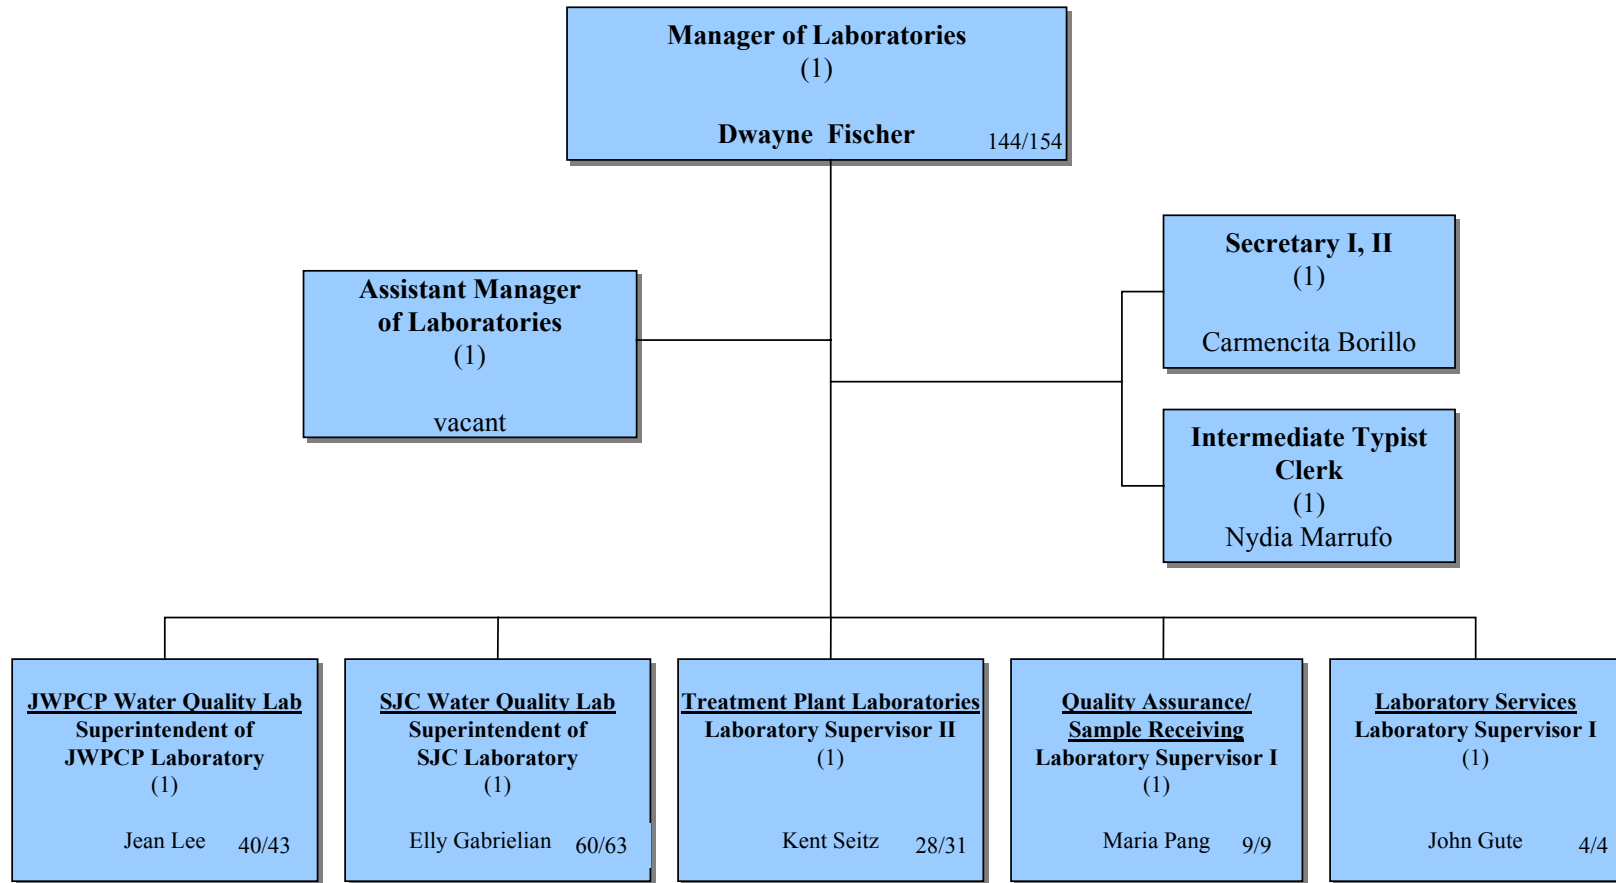 Manager of Laboratories
(1)
Dwayne Fischer
144/154
Secretary I, II
(1)
Carmencita Borillo
Assistant Manager
of Laboratories
(1)
vacant
Intermediate Typist
Clerk
(1)
Nydia Marrufo
JWPCP Water Quality Lab
Superintendent of
JWPCP Laboratory
(1)
Jean Lee 40/43
SJC Water Quality Lab
Superintendent of
SJC Laboratory
(1)
Elly Gabrielian 60/63
Treatment Plant Laboratories
Laboratory Supervisor II
(1)
Kent Seitz 28/31
Quality Assurance/
Sample Receiving
Laboratory Supervisor I
(1)
Maria Pang 9/9
Laboratory Services
Laboratory Supervisor I
(1)
John Gute 4/4